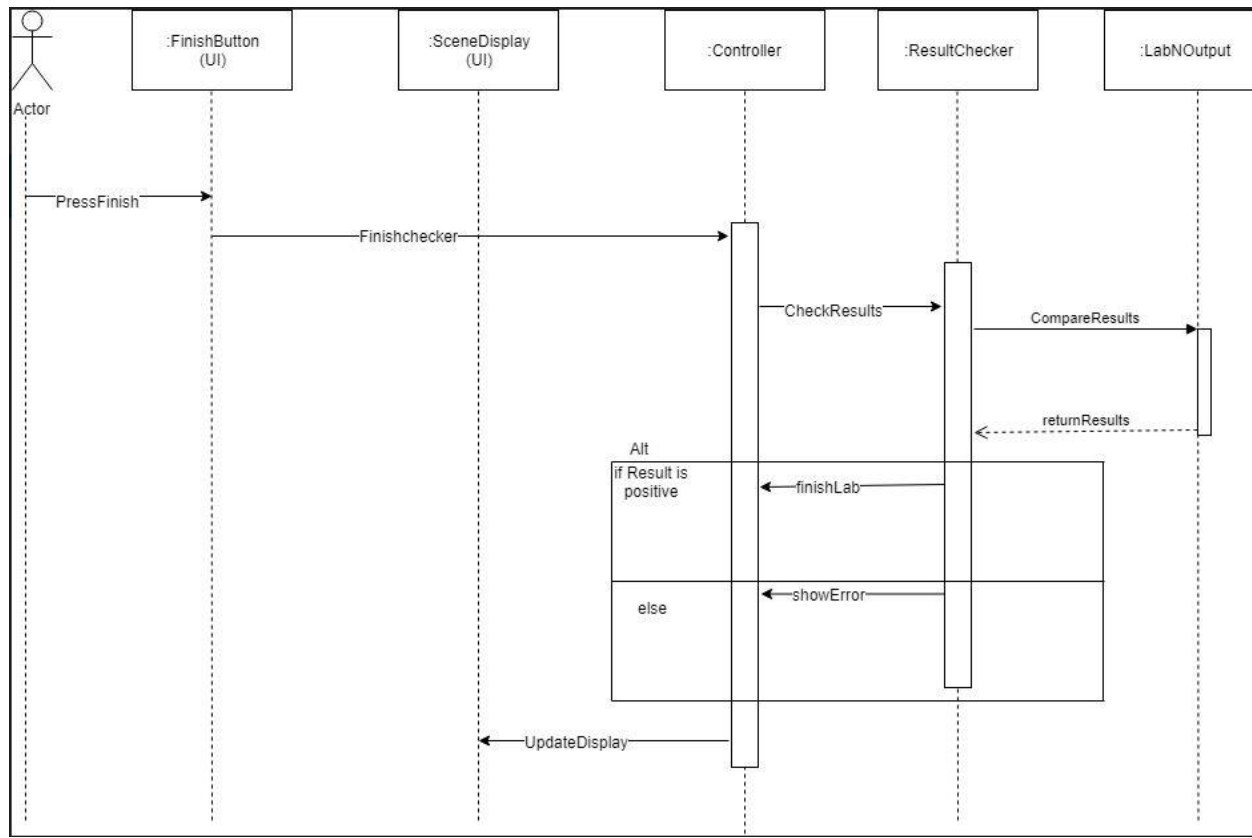 :FinishButton
(UI)
:SceneDisplay
(UI)
:Controller
:ResultChecker
:LabNOutput
Actor
PressFinish
Finishchecker
CheckResults
CompareResults
returnResults
Alt
if Result is
positive
finishLab
showError
else
UpdateDisplay